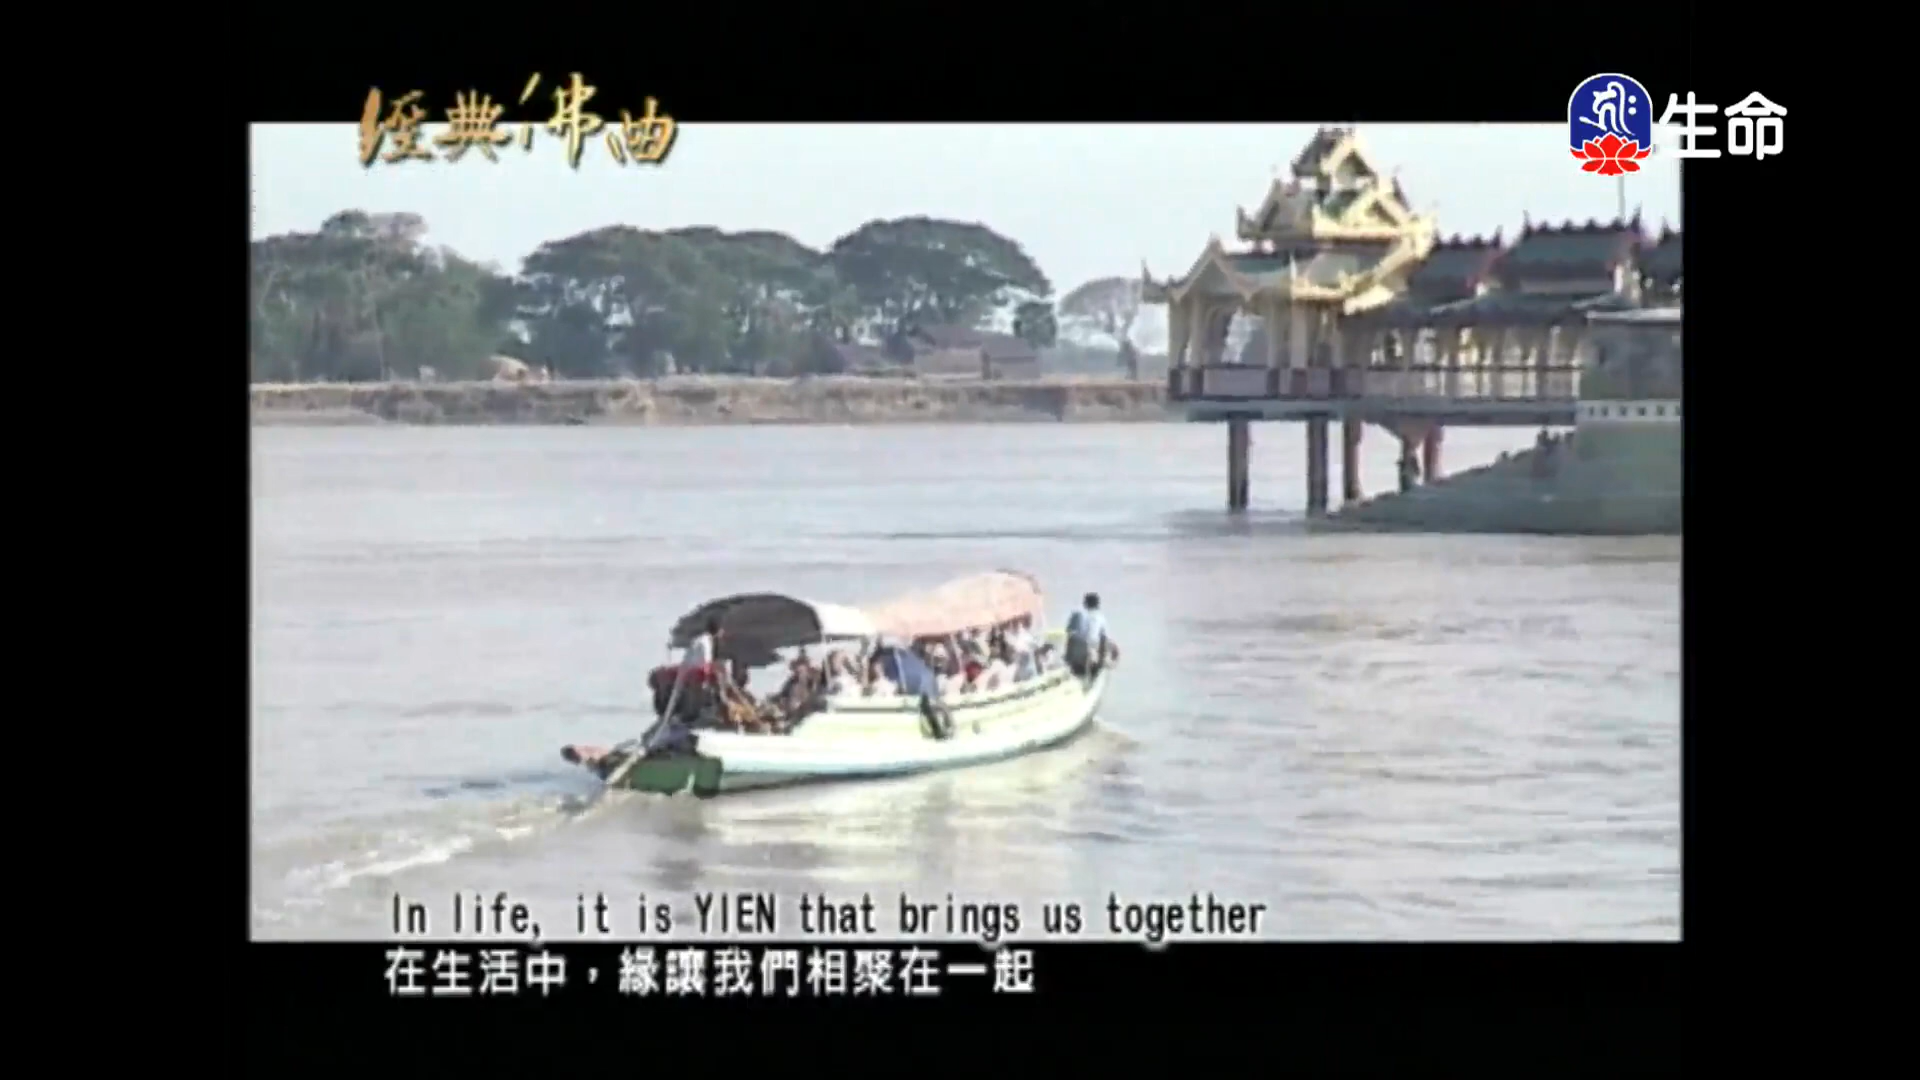 經典佛曲
生命
In life, it is YIEN that brings us together
在生活中，緣讓我們相聚在一起